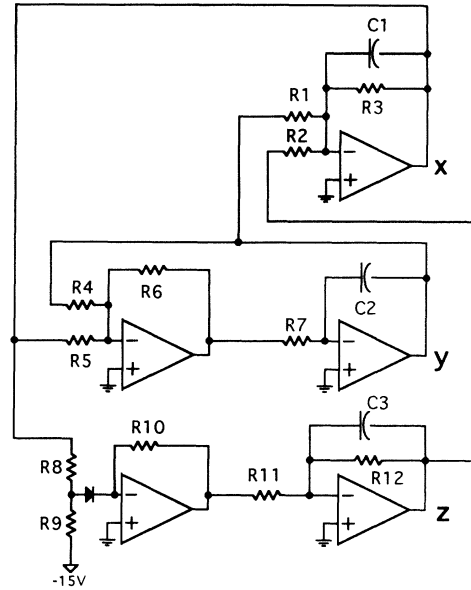 C1
R1
R3
R2
−
+
x
R4
R6
R5
−
+
R7
C2
−
+
y
R8
R10
R9
−
+
R11
C3
R12
−
+
z
-15V